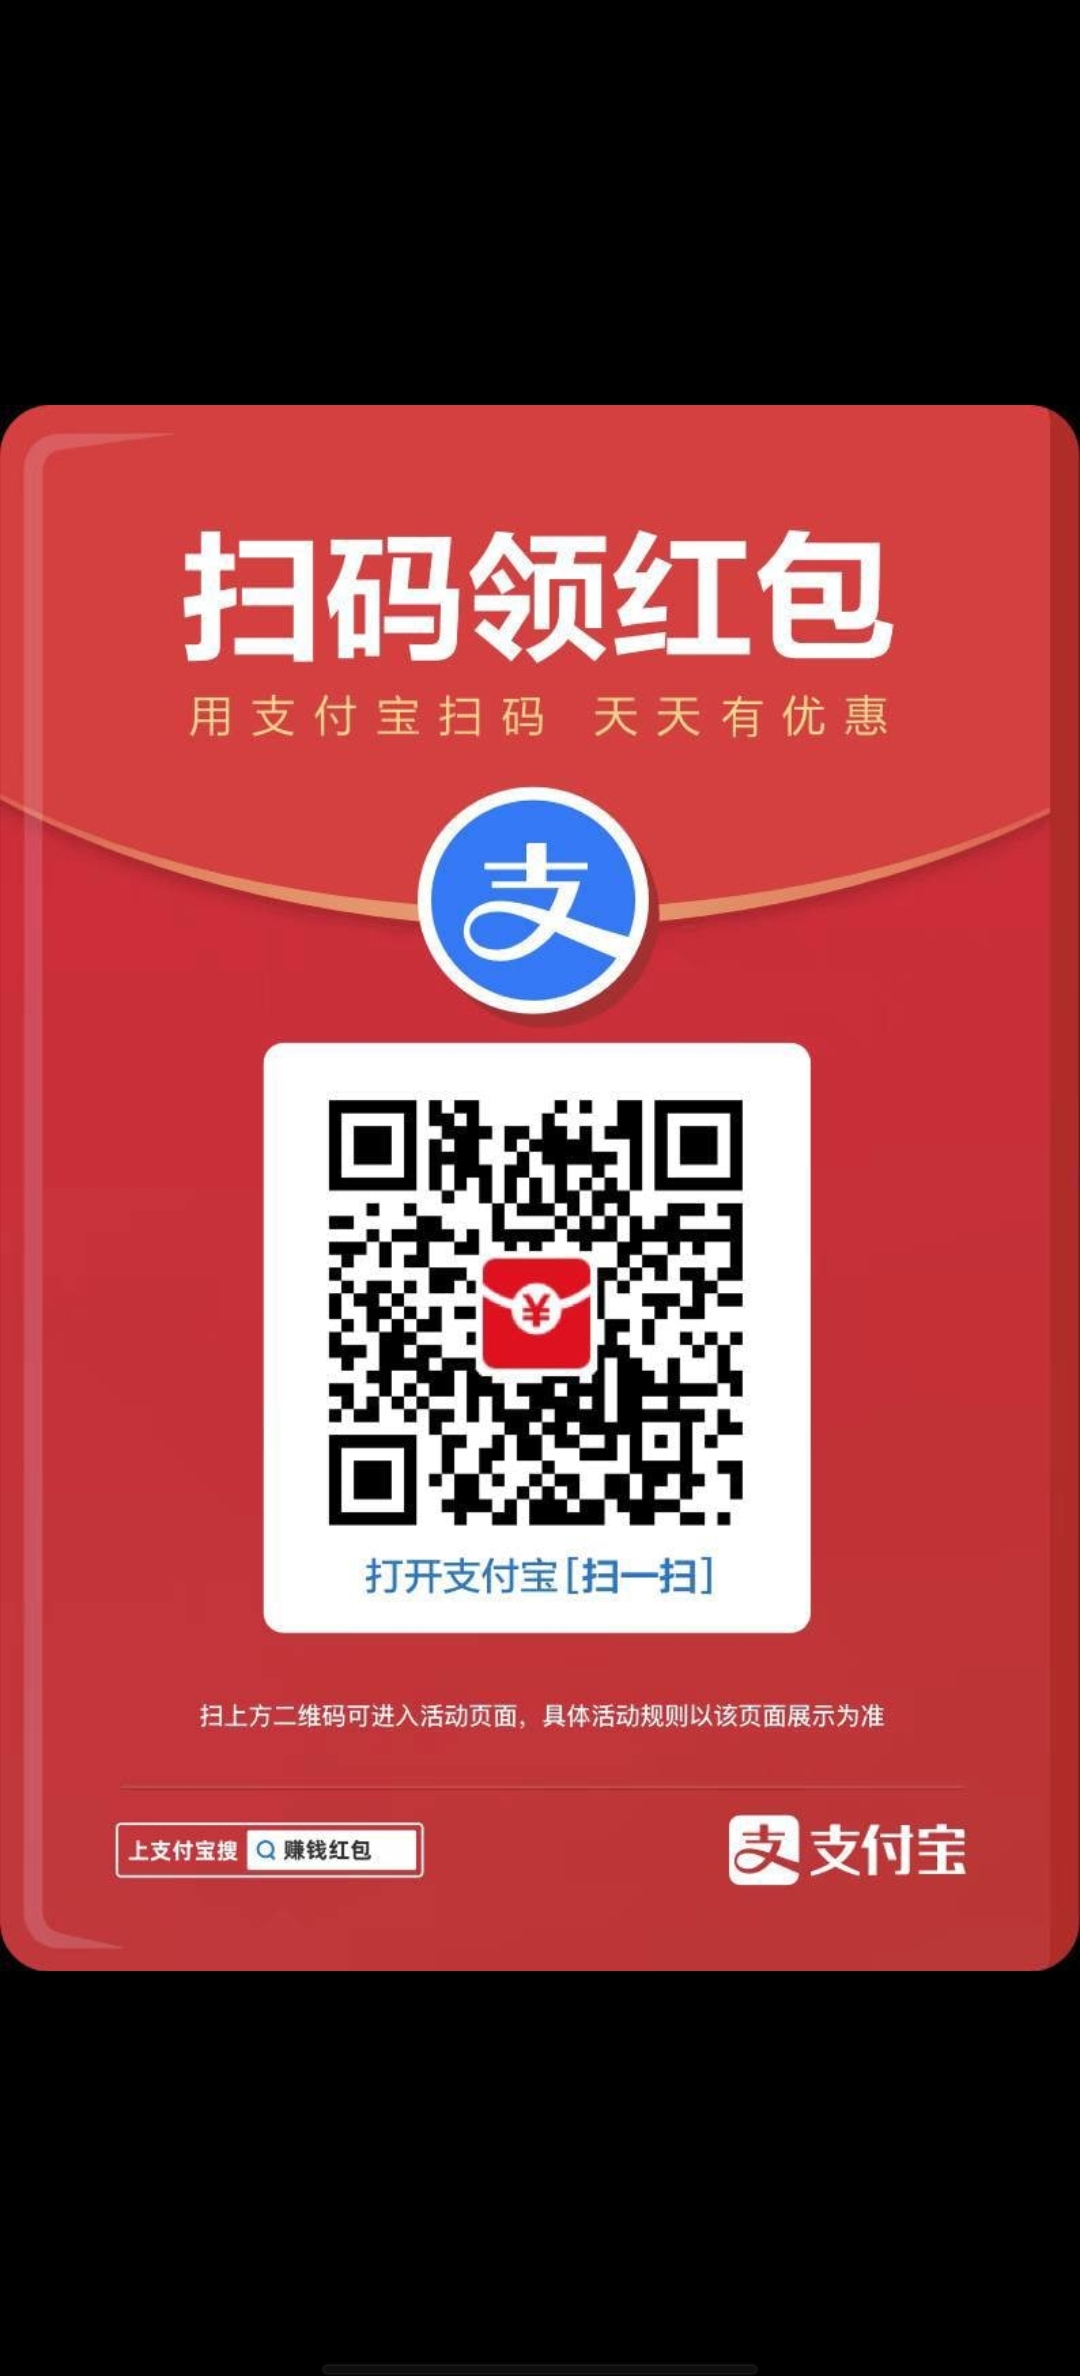 扫码领红包
用支付宝扫码 天天有优惠
支
¥
打开支付宝[扫一扫]
扫上方二维码可进入活动页面，具体活动规则以该页面展示为准
上支付宝搜 赚钱红包
支 支付宝